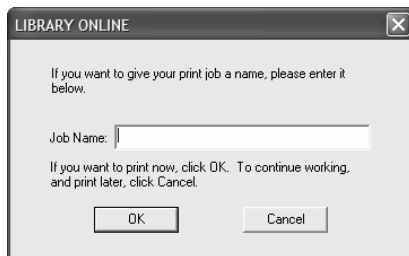 LIBRARY ONLINE
If you want to give your print job a name, please enter it
below.
Job Name:
If you want to print now, click OK. To continue working,
and print later, click Cancel.
OK Cancel